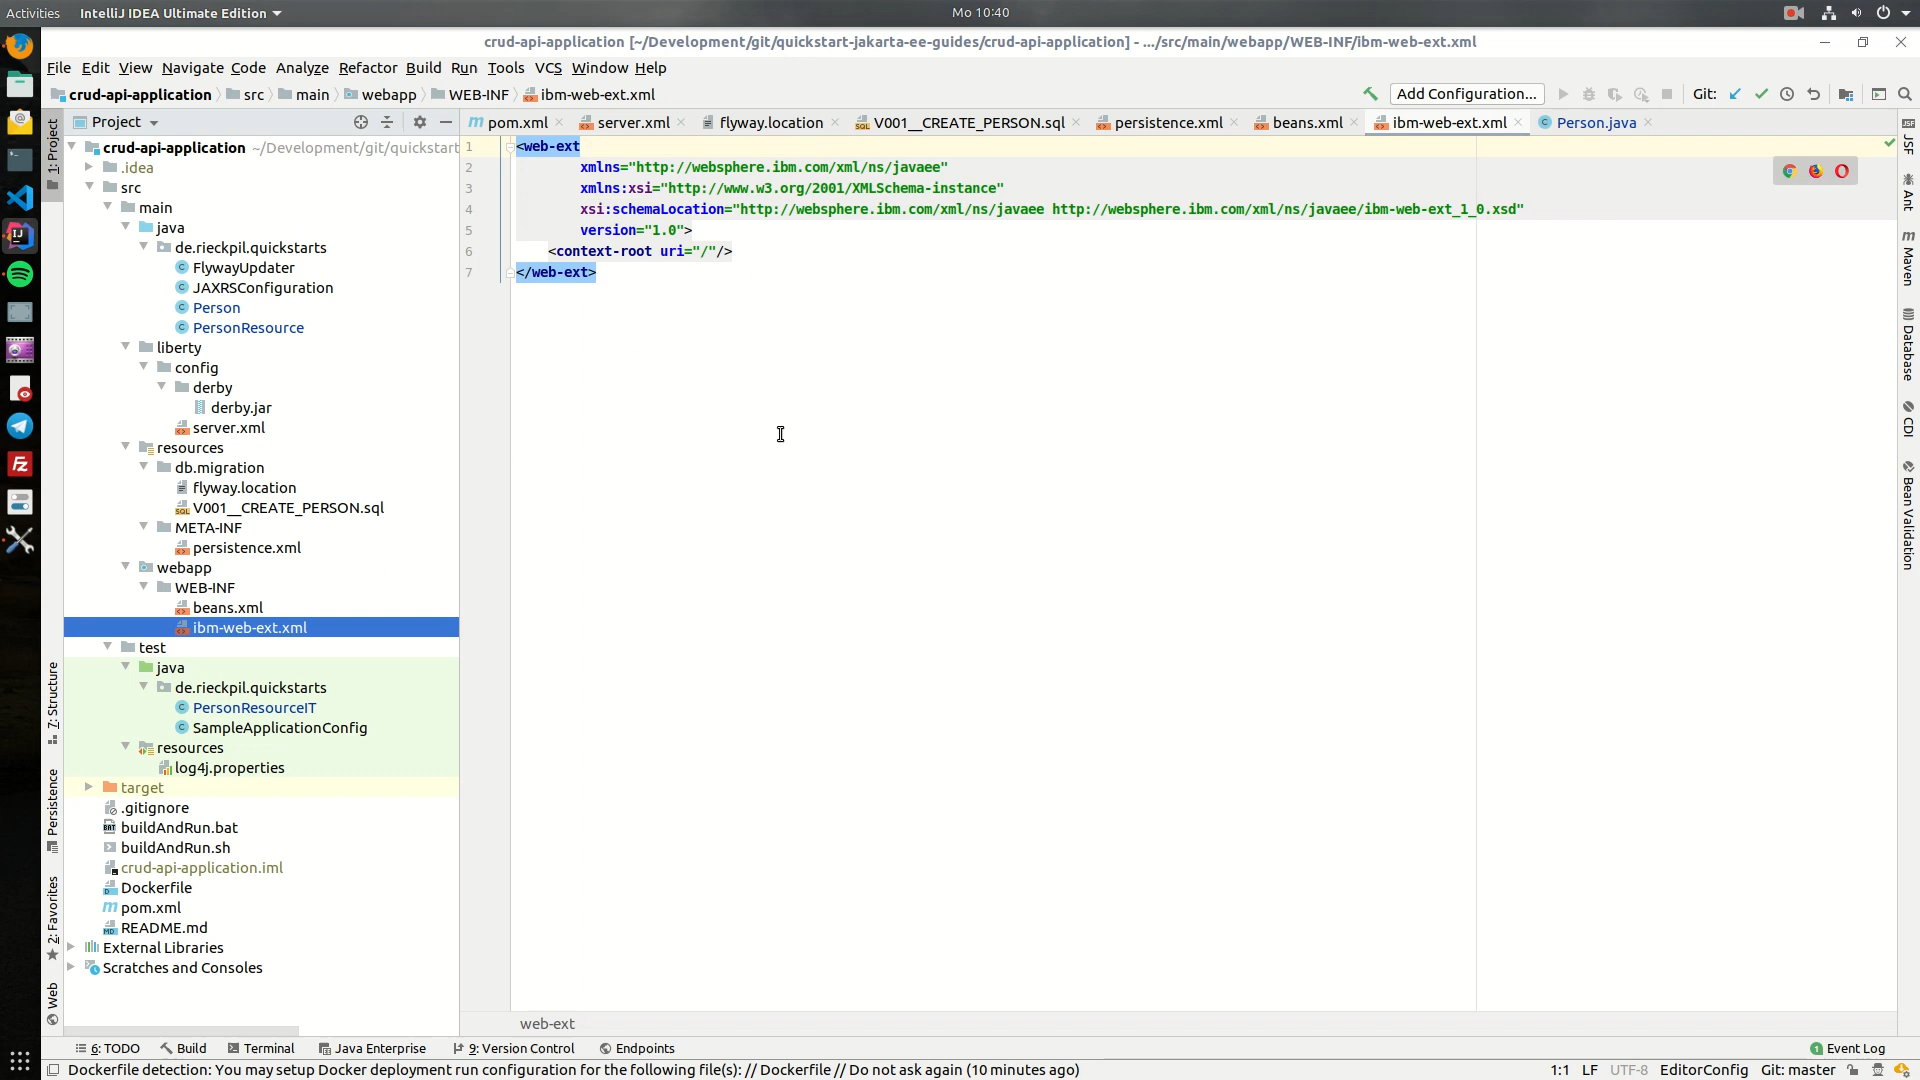 Activities IntelliJ IDEA Ultimate Edition Mo 10:40
crud-api-application [~/Development/git/quickstart-jakarta-ee-guides/crud-api-application] - .../src/main/webapp/WEB-INF/ibm-web-ext.xml
File Edit View Navigate Code Analyze Refactor Build Run Tools VCS Window Help
crud-api-application src main webapp WEB-INF ibm-web-ext.xml Add Configuration... Git:
Project pom.xml server.xml flyway.location V001__CREATE_PERSON.sql persistence.xml beans.xml ibm-web-ext.xml Person.java
crud-api-application ~/Development/git/quickstart
.idea
src
main
java
de.rieckpil.quickstarts
FlywayUpdater
JAXRSConfiguration
Person
PersonResource
liberty
config
derby
derby.jar
server.xml
resources
db.migration
flyway.location
V001__CREATE_PERSON.sql
META-INF
persistence.xml
webapp
WEB-INF
beans.xml
ibm-web-ext.xml
test
java
de.rieckpil.quickstarts
PersonResourceIT
SampleApplicationConfig
resources
log4j.properties
target
.gitignore
buildAndRun.bat
buildAndRun.sh
crud-api-application.iml
Dockerfile
pom.xml
README.md
External Libraries
Scratches and Consoles
1 <web-ext
2 xmlns="http://websphere.ibm.com/xml/ns/javaee"
3 xmlns:xsi="http://www.w3.org/2001/XMLSchema-instance"
4 xsi:schemaLocation="http://websphere.ibm.com/xml/ns/javaee http://websphere.ibm.com/xml/ns/javaee/ibm-web-ext_1_0.xsd"
5 version="1.0">
6 <context-root uri="/"/>
7 </web-ext>
web-ext
1: Project
7: Structure
Persistence
2: Favorites
Web
JSF
Ant
Maven
Database
CDI
Bean Validation
6: TODO Build Terminal Java Enterprise 9: Version Control Endpoints 1 Event Log
Dockerfile detection: You may setup Docker deployment run configuration for the following file(s): // Dockerfile // Do not ask again (10 minutes ago) 1:1 LF UTF-8 EditorConfig Git: master